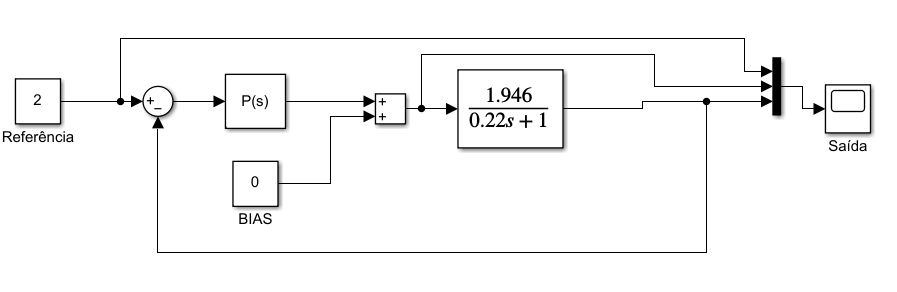 2
Referência
+
−
P(s)
0
BIAS
+
+
1.946
0.22s + 1
Saída